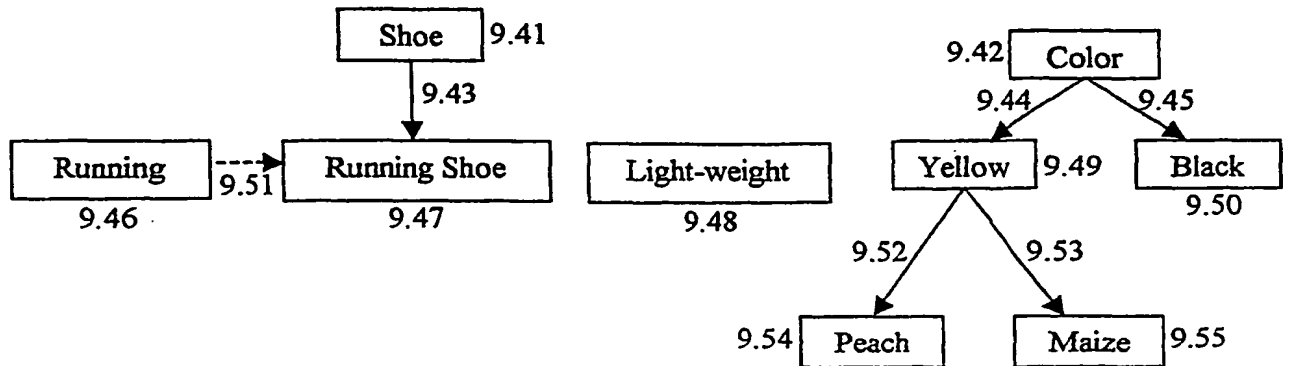 Shoe 9.41
9.42 Color
9.43
9.44 9.45
Running Running Shoe Light-weight Yellow 9.49 Black
9.51
9.46 9.47 9.48 9.50
9.52 9.53
9.54 Peach Maize 9.55